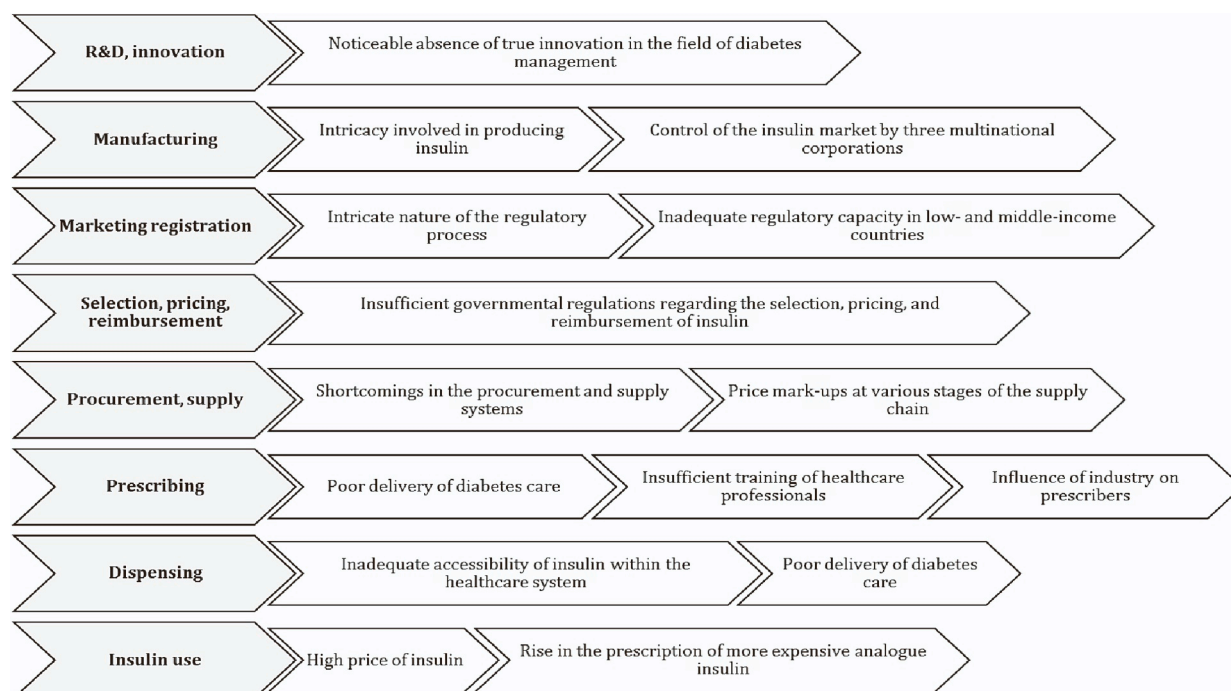 R&D, innovation
Noticeable absence of true innovation in the field of diabetes
management
Manufacturing
Intricacy involved in producing
insulin
Control of the insulin market by three multinational
corporations
Marketing registration
Intricate nature of the regulatory
process
Inadequate regulatory capacity in low- and middle-income
countries
Selection, pricing,
reimbursement
Insufficient governmental regulations regarding the selection, pricing, and
reimbursement of insulin
Procurement, supply
Shortcomings in the procurement and supply
systems
Price mark-ups at various stages of the supply
chain
Prescribing
Poor delivery of diabetes care
Insufficient training of healthcare
professionals
Influence of industry on
prescribers
Dispensing
Inadequate accessibility of insulin within the
healthcare system
Poor delivery of diabetes
care
Insulin use
High price of insulin
Rise in the prescription of more expensive analogue
insulin